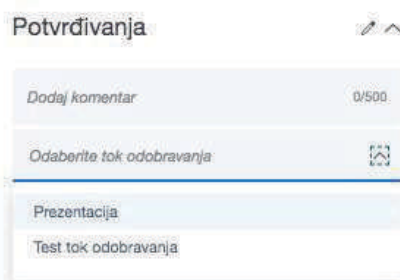 Potvrđivanja
Dodaj komentar 0/500
Odaberite tok odobravanja
Prezentacija
Test tok odobravanja